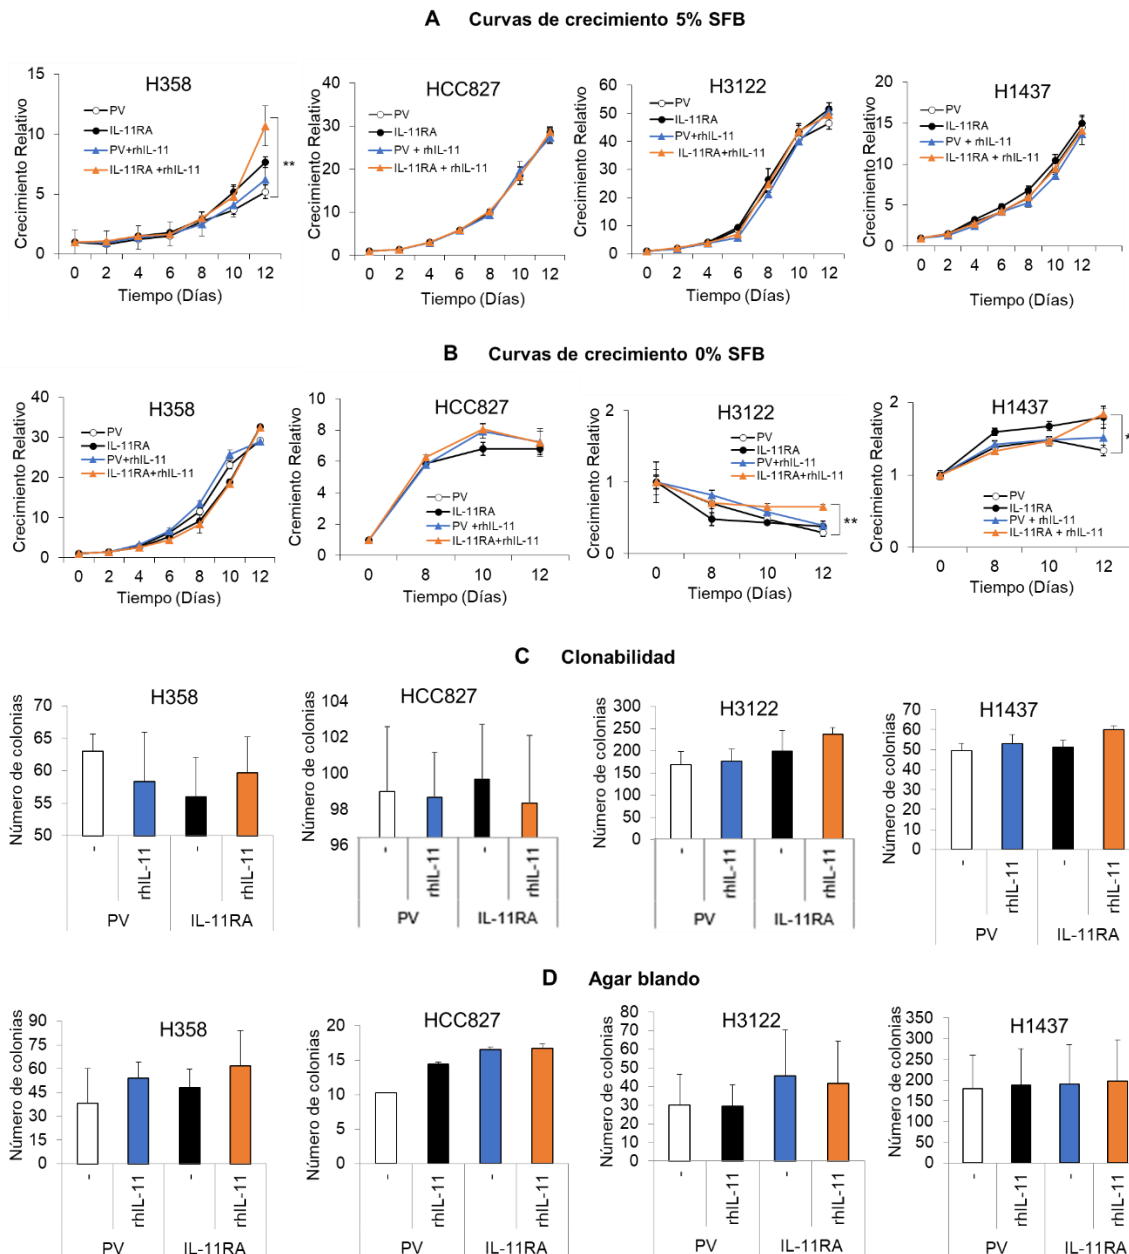 A Curvas de crecimiento 5% SFB
H358
Crecimiento Relativo
15
10
5
0
PV
IL-11RA
PV+rhIL-11
IL-11RA +rhIL-11
**
0 2 4 6 8 10 12
Tiempo (Días)
HCC827
Crecimiento Relativo
40
30
20
10
0
PV
IL-11RA
PV + rhIL-11
IL-11RA + rhIL-11
0 2 4 6 8 10 12
Tiempo (Días)
H3122
Crecimiento Relativo
60
50
40
30
20
10
0
PV
IL-11RA
PV+rhIL-11
IL-11RA + rhIL-11
0 2 4 6 8 10 12
Tiempo (Días)
H1437
Crecimiento Relativo
20
15
10
5
0
PV
IL-11RA
PV + rhIL-11
IL-11RA + rhIL-11
0 2 4 6 8 10 12
Tiempo (Días)
B Curvas de crecimiento 0% SFB
H358
Crecimiento Relativo
40
30
20
10
0
PV
IL-11RA
PV+rhIL-11
IL-11RA+rhIL-11
0 2 4 6 8 10 12
Tiempo (Días)
HCC827
Cremiento Relativo
10
8
6
4
2
0
PV
IL-11RA
PV +rhIL-11
IL-11RA+rhIL-11
0 8 10 12
Tiempo (Días)
H3122
Crecimiento Relativo
2
1
0
PV
IL-11RA
PV+rhIL-11
IL-11RA+rhIL-11
**
0 8 10 12
Tiempo (Días)
H1437
Crecimiento Relativo
2
1
0
PV
IL-11RA
PV + rhIL-11
IL-11RA + rhIL-11
*
0 8 10 12
Tiempo (Días)
C Clonabilidad
H358
Número de colonias
70
65
60
55
50
- rhIL-11 - rhIL-11
PV IL-11RA
HCC827
Número de colonias
104
102
100
98
96
- rhIL-11 - rhIL-11
PV IL-11RA
H3122
Número de colonias
300
250
200
150
100
50
0
- rhIL-11 - rhIL-11
PV IL-11RA
H1437
Número de colonias
70
60
50
40
30
20
10
0
- rhIL-11 - rhIL-11
PV IL-11RA
D Agar blando
H358
Número de colonias
90
75
60
45
30
15
0
- rhIL-11 - rhIL-11
PV IL-11RA
HCC827
Número de colonias
20
15
10
5
0
- rhIL-11 - rhIL-11
PV IL-11RA
H3122
Número de colonias
80
70
60
50
40
30
20
10
0
- rhIL-11 - rhIL-11
PV IL-11RA
H1437
Número de colonias
350
300
250
200
150
100
50
0
- rhIL-11 - rhIL-11
PV IL-11RA